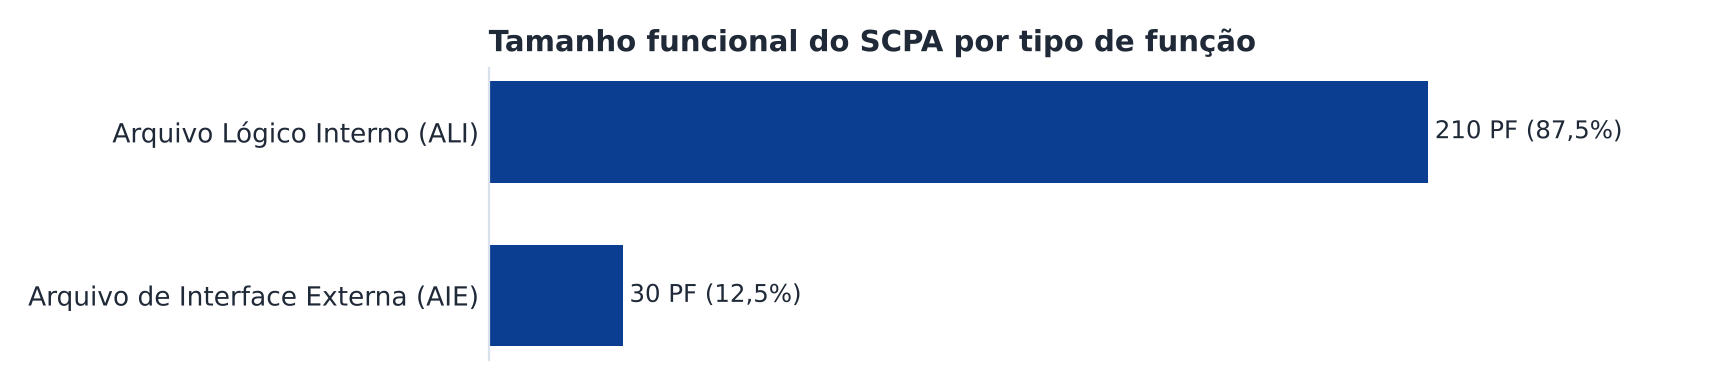 Tamanho funcional do SCPA por tipo de função
Arquivo Lógico Interno (ALI)
210 PF (87,5%)
Arquivo de Interface Externa (AIE)
30 PF (12,5%)